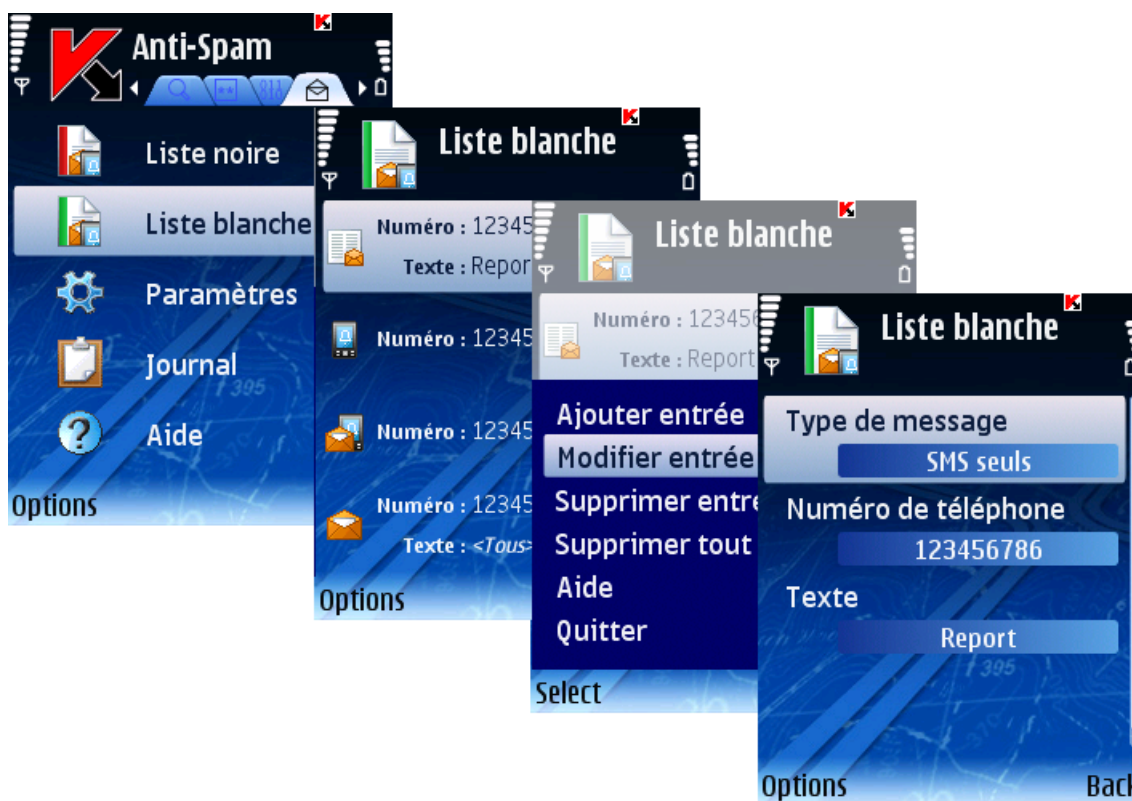 Anti-Spam
Liste noire
Liste blanche
Paramètres
Journal
Aide
Options
Liste blanche
Numéro : 12345
Texte : Repor
Numéro : 12345
Numéro : 12345
Numéro : 12345
Texte : <Tous>
Options
Liste blanche
Numéro : 123456
Texte : Report
Ajouter entrée
Modifier entrée
Supprimer entré
Supprimer tout
Aide
Quitter
Select
Liste blanche
Type de message
SMS seuls
Numéro de téléphone
123456786
Texte
Report
Options
Back